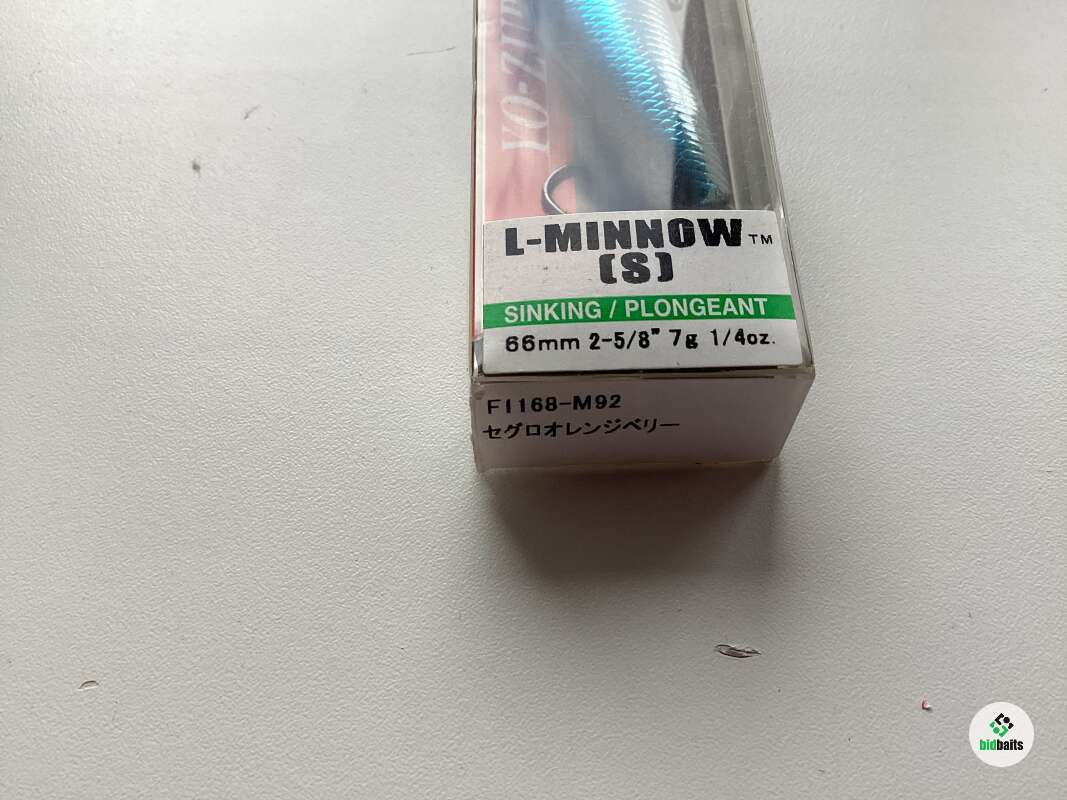 YO-ZUR
L-MINNOW™
(S)
SINKING / PLONGEANT
66mm 2-5/8" 7g 1/4oz.
F1168-M92
セグロオレンジベリー
bidbaits